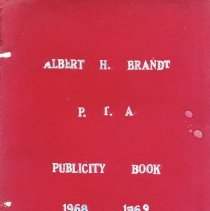 ALBERT H. BRANDT
P. T. A
PUBLICITY BOOK
1968 1969